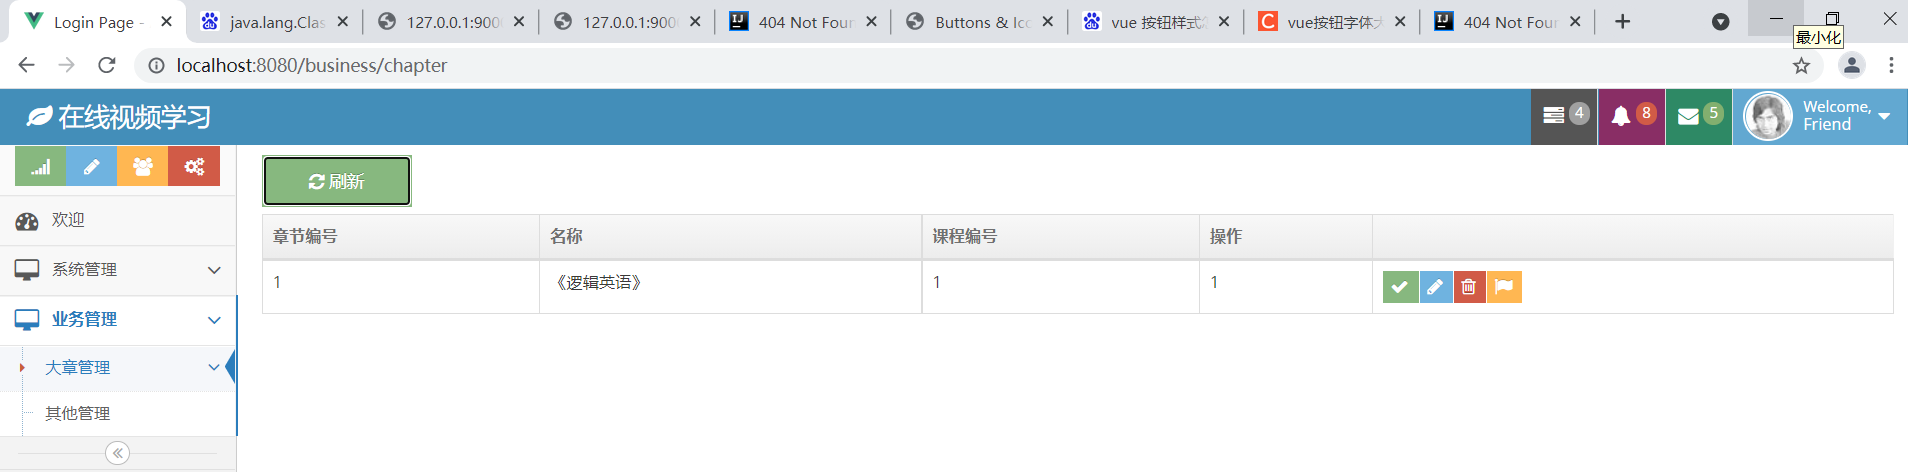 Login Page -
java.lang.Clas
127.0.0.1:900
127.0.0.1:900
404 Not Foun
Buttons & Ico
vue 按钮样式
vue按钮字体大
404 Not Foun
最小化
localhost:8080/business/chapter
在线视频学习
4
8
5
Welcome,
Friend
刷新
欢迎
系统管理
业务管理
大章管理
其他管理
章节编号 名称 课程编号 操作
1 《逻辑英语》 1 1